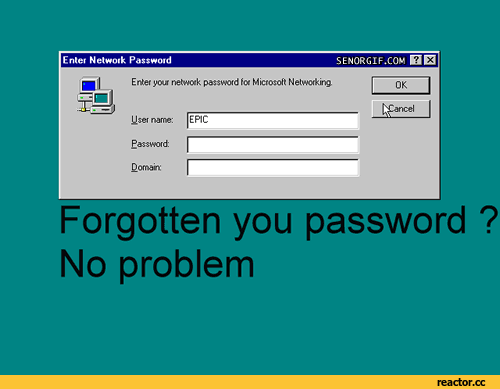 Enter Network Password
SENORGIF.COM
Enter your network password for Microsoft Networking.
OK
Cancel
User name: EPIC
Password:
Domain:
Forgotten you password ?
No problem
reactor.cc